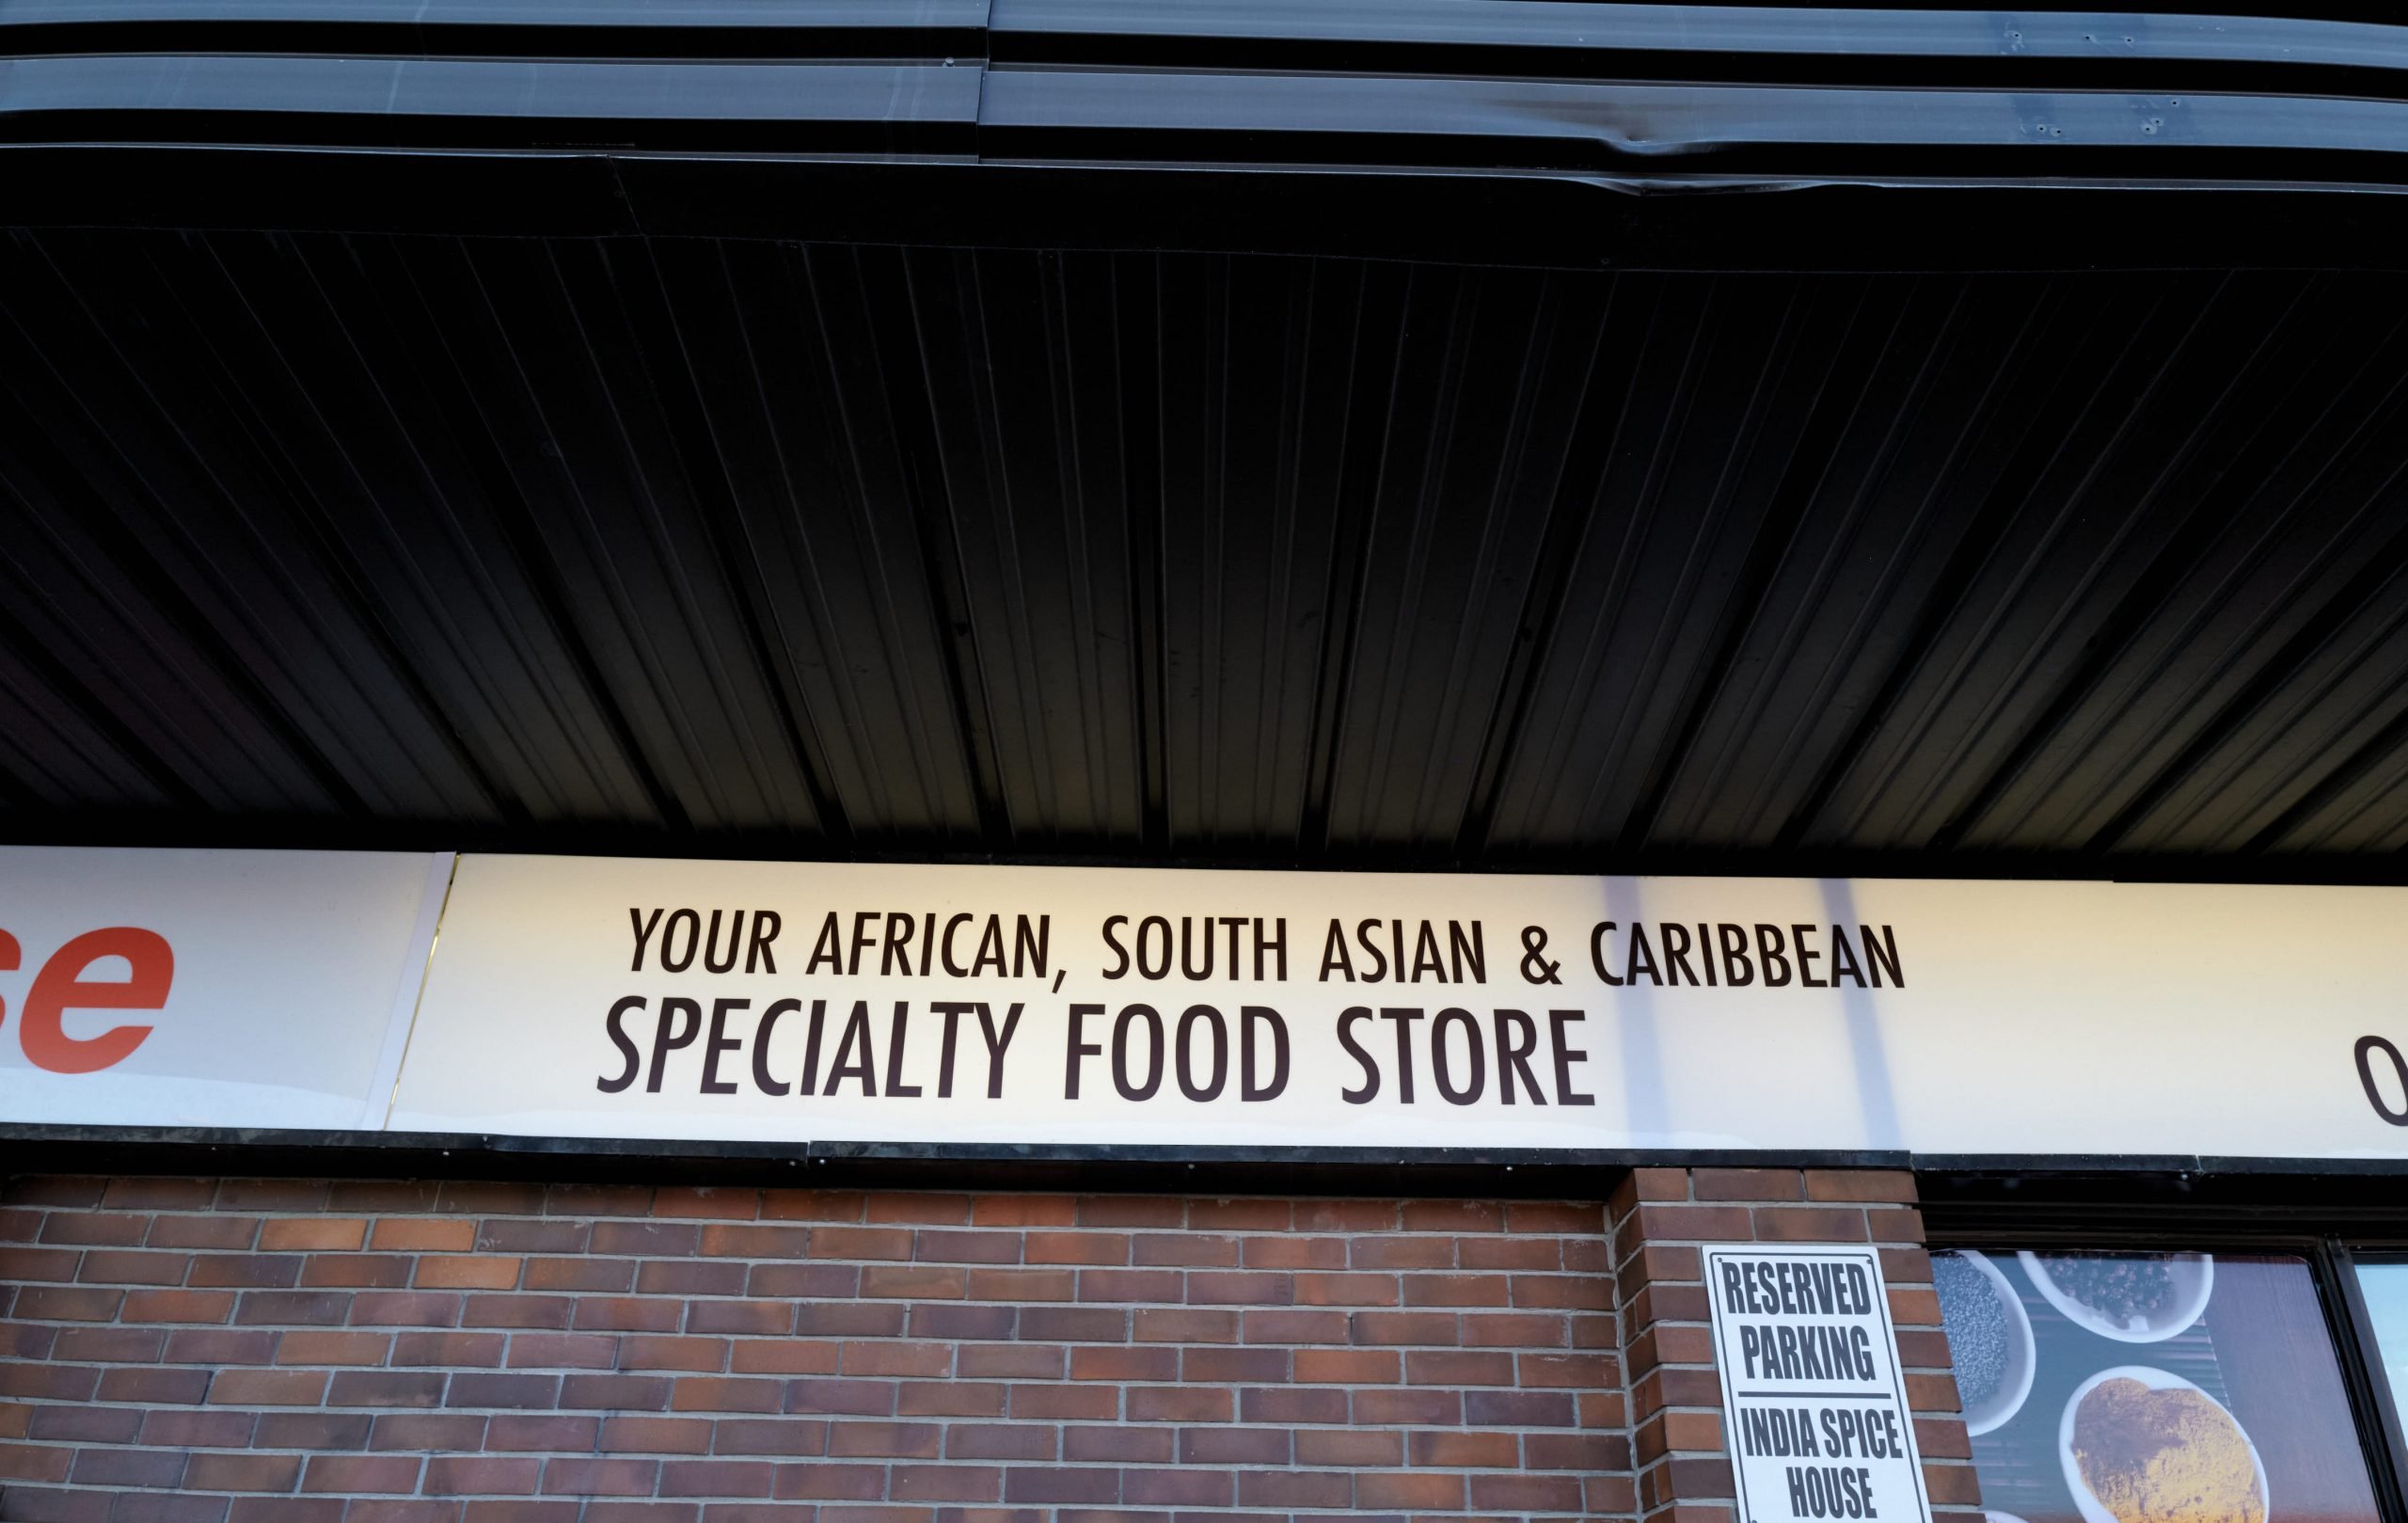 se
YOUR AFRICAN, SOUTH ASIAN & CARIBBEAN
SPECIALTY FOOD STORE
RESERVED
PARKING
INDIA SPICE
HOUSE